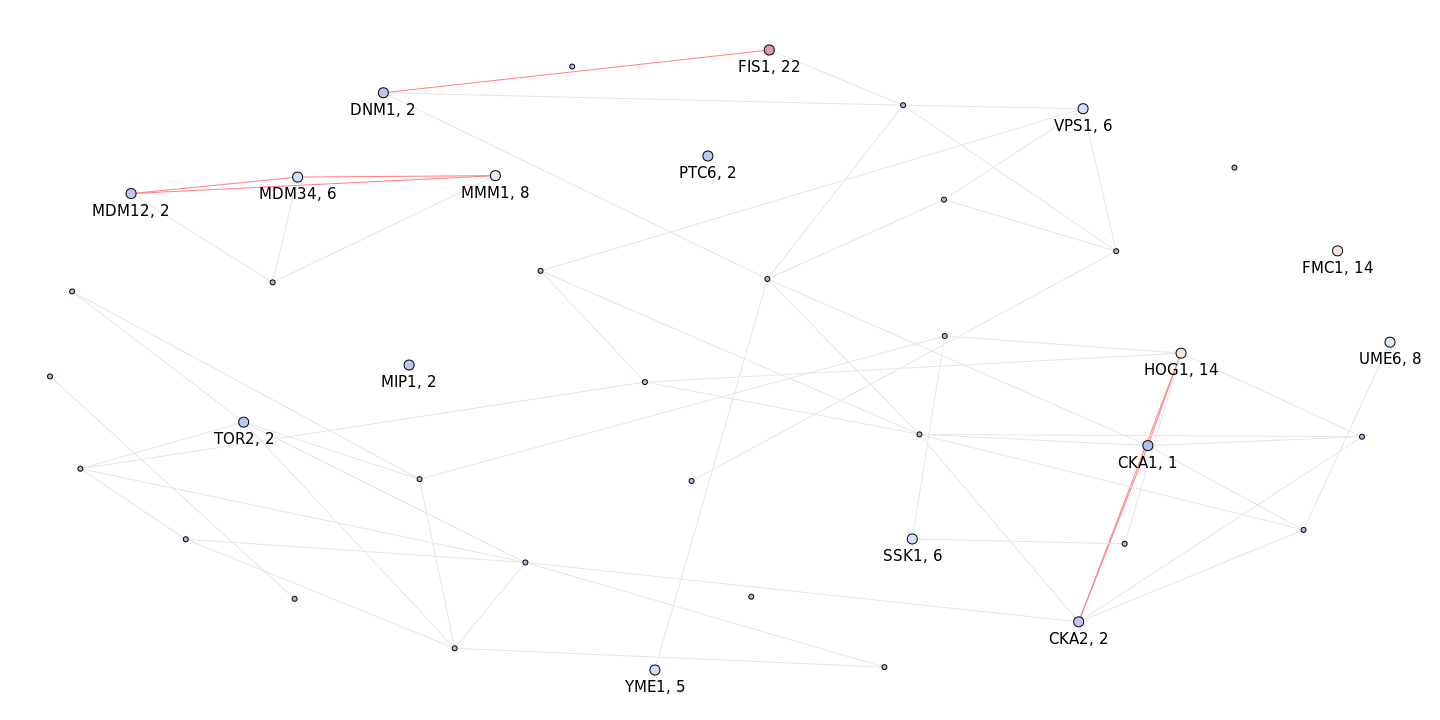 FIS1, 22
DNM1, 2
VPS1, 6
PTC6, 2
MDM34, 6
MMM1, 8
MDM12, 2
FMC1, 14
UME6, 8
HOG1, 14
MIP1, 2
TOR2, 2
CKA1, 1
SSK1, 6
CKA2, 2
YME1, 5